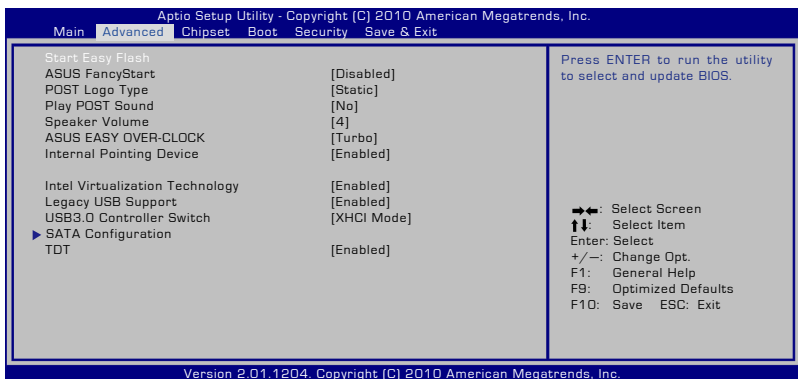 Aptio Setup Utility - Copyright (C) 2010 American Megatrends, Inc.
Main Advanced Chipset Boot Security Save & Exit
Start Easy Flash
ASUS FancyStart [Disabled]
POST Logo Type [Static]
Play POST Sound [No]
Speaker Volume [4]
ASUS EASY OVER-CLOCK [Turbo]
Internal Pointing Device [Enabled]
Intel Virtualization Technology [Enabled]
Legacy USB Support [Enabled]
USB3.0 Controller Switch [XHCI Mode]
SATA Configuration
TDT [Enabled]
Press ENTER to run the utility
to select and update BIOS.
→←: Select Screen
↑↓: Select Item
Enter: Select
+/—: Change Opt.
F1: General Help
F9: Optimized Defaults
F10: Save ESC: Exit
Version 2.01.1204. Copyright (C) 2010 American Megatrends, Inc.